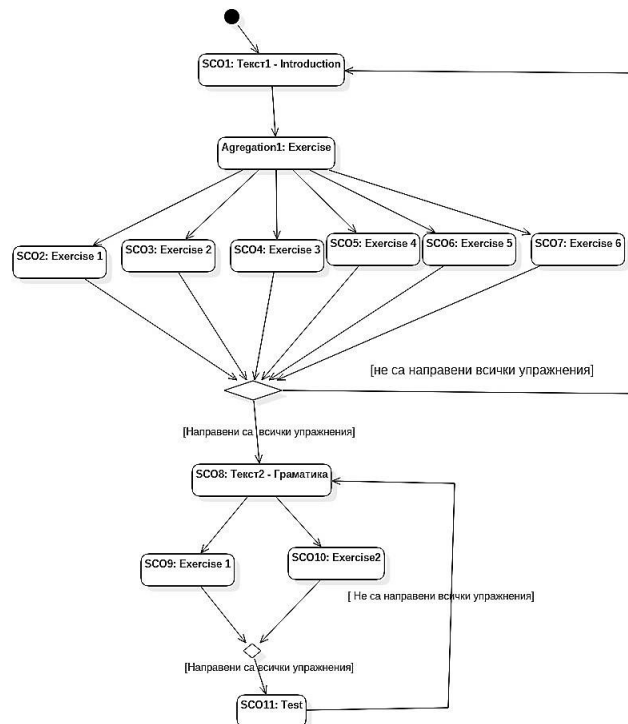 SCO1: Текст1 - Introduction
Agregation1: Exercise
SCO2: Exercise 1
SCO3: Exercise 2
SCO4: Exercise 3
SCO5: Exercise 4
SCO6: Exercise 5
SCO7: Exercise 6
[не са направени всички упражнения]
[Направени са всички упражнения]
SCO8: Текст2 - Граматика
SCO9: Exercise 1
SCO10: Exercise2
[ Не са направени всички упражнения]
[Направени са всички упражнения]
SCO11: Test